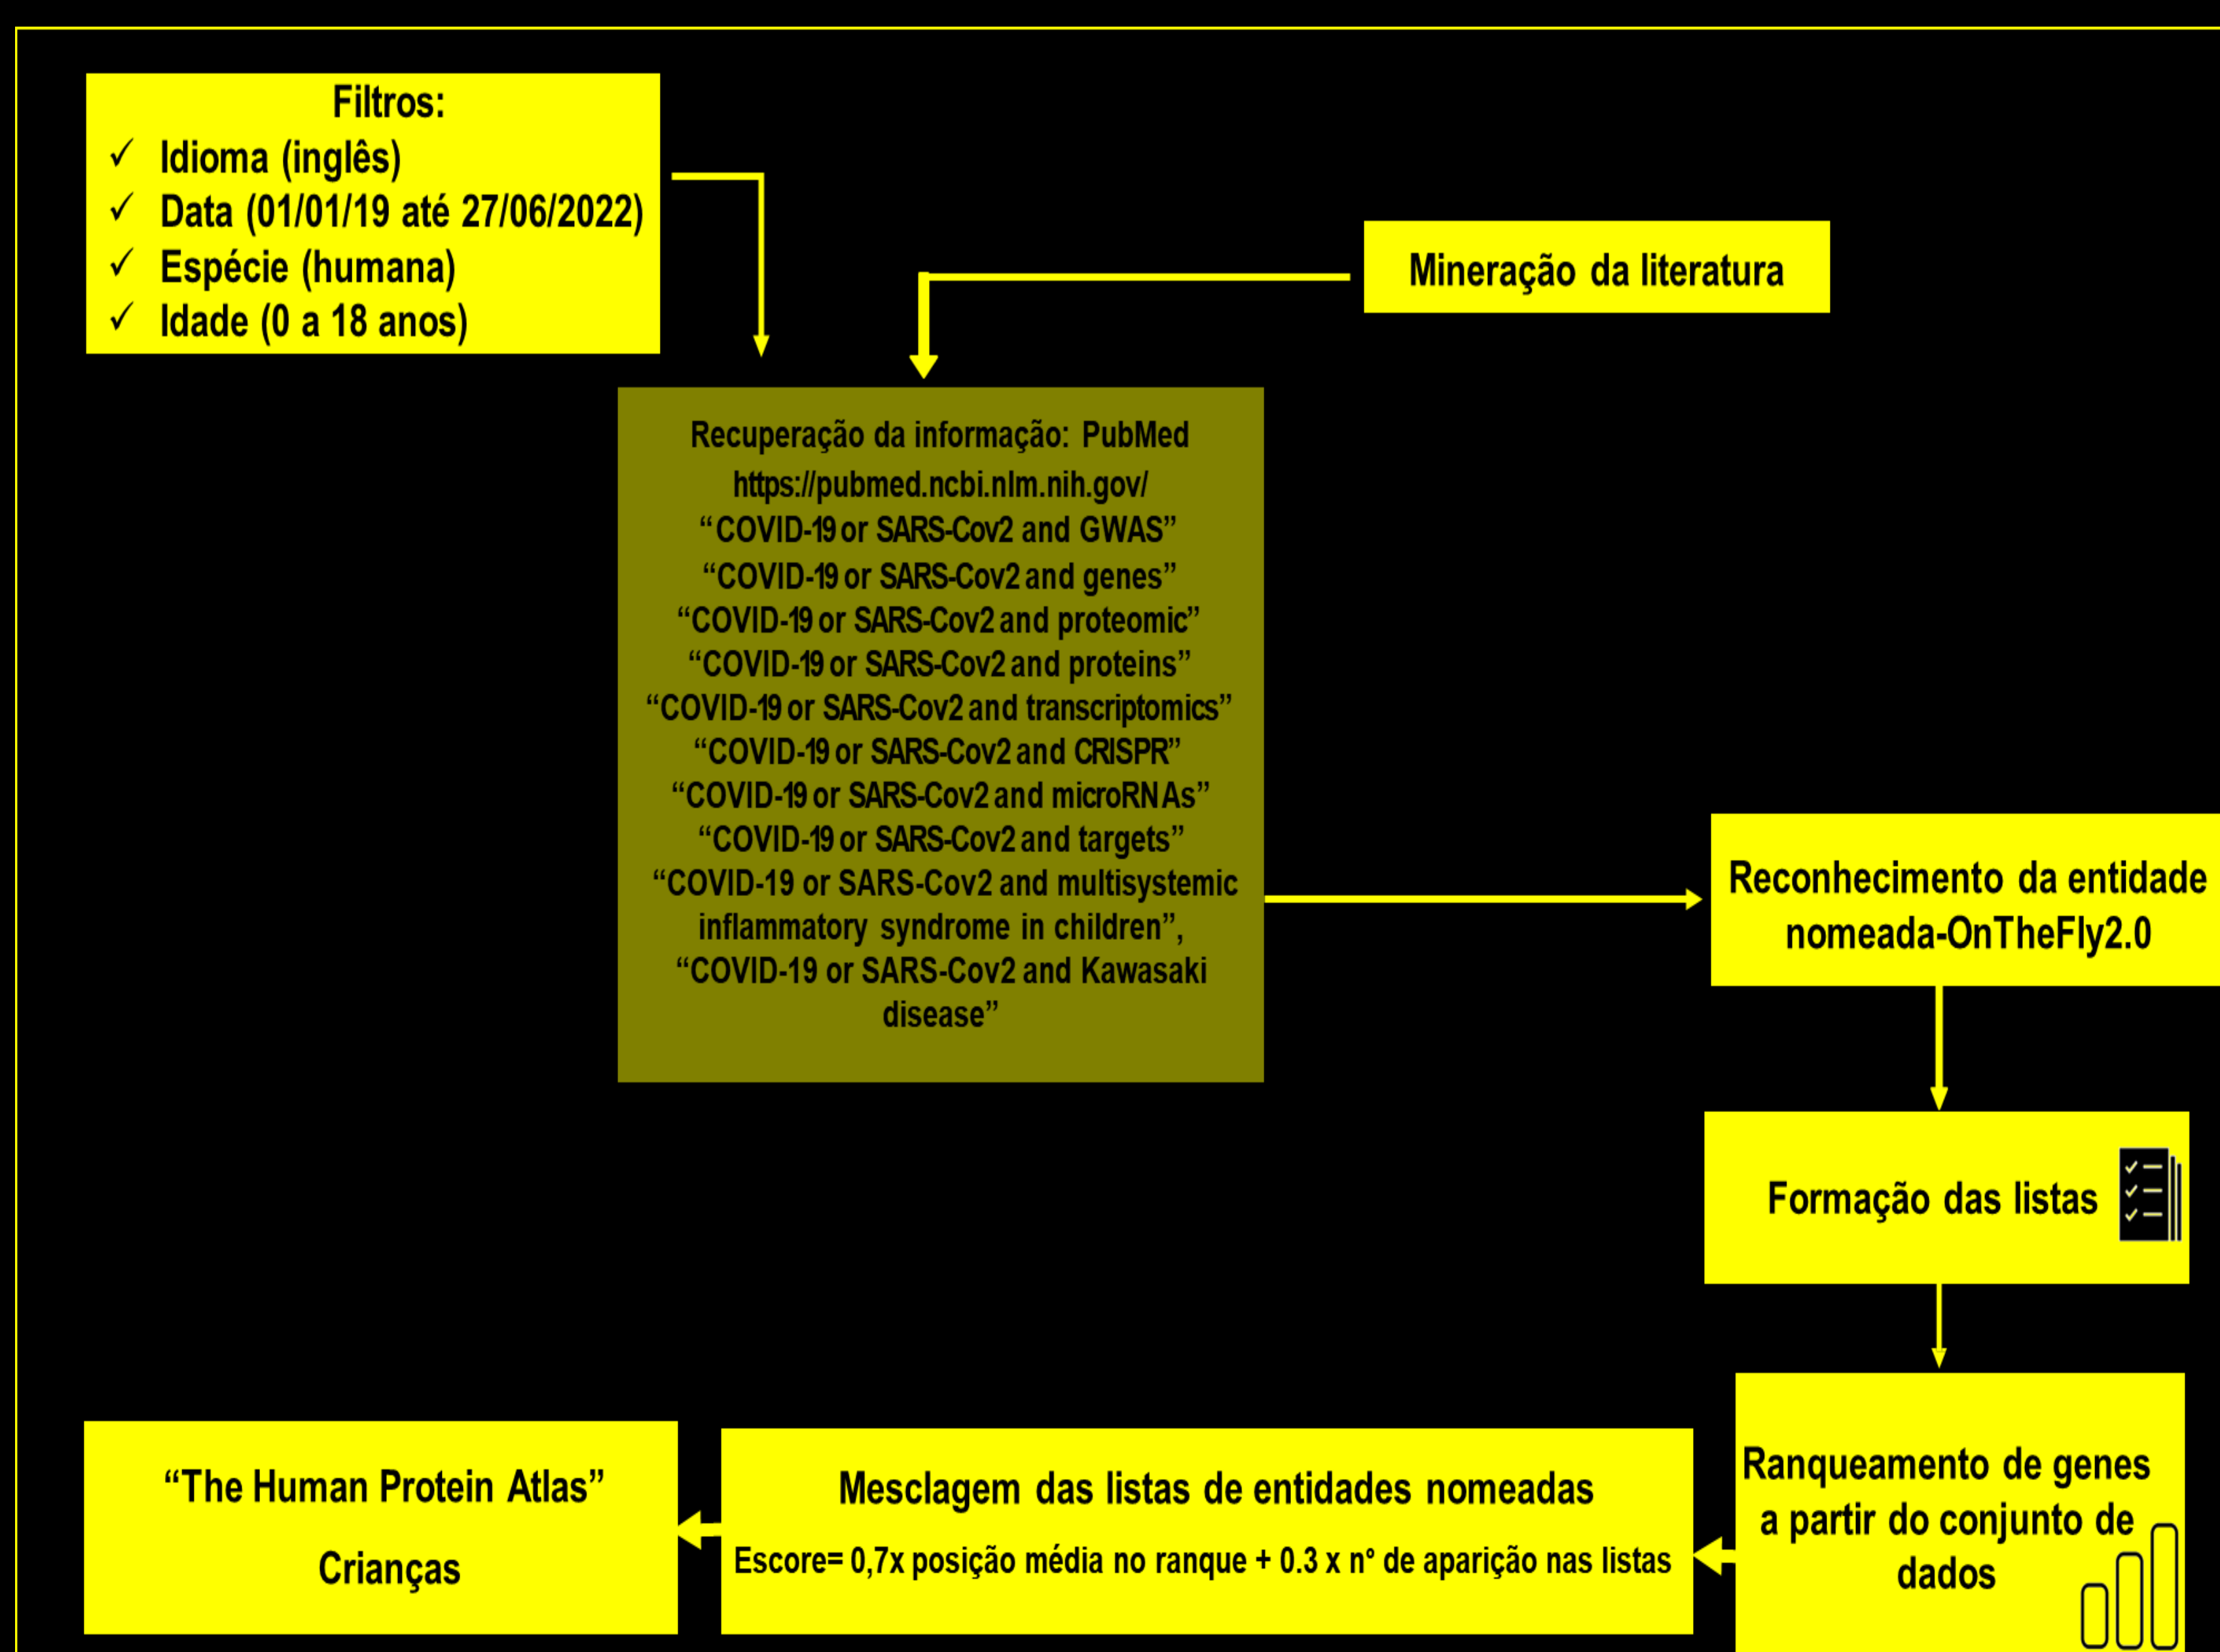 Filtros:
✓ Idioma (inglês)
✓ Data (01/01/19 até 27/06/2022)
✓ Espécie (humana)
✓ Idade (0 a 18 anos)
Mineração da literatura
Recuperação da informação: PubMed
https://pubmed.ncbi.nlm.nih.gov/
“COVID-19 or SARS-Cov2 and GWAS”
“COVID-19 or SARS-Cov2 and genes”
“COVID-19 or SARS-Cov2 and proteomic”
“COVID-19 or SARS-Cov2 and proteins”
“COVID-19 or SARS-Cov2 and transcriptomics”
“COVID-19 or SARS-Cov2 and CRISPR”
“COVID-19 or SARS-Cov2 and microRNAs”
“COVID-19 or SARS-Cov2 and targets”
“COVID-19 or SARS-Cov2 and multisystemic
inflammatory syndrome in children”,
“COVID-19 or SARS-Cov2 and Kawasaki
disease”
Reconhecimento da entidade
nomeada-OnTheFly2.0
Formação das listas
Ranqueamento de genes
a partir do conjunto de
dados
Mesclagem das listas de entidades nomeadas
Escore= 0,7x posição média no ranque + 0.3 x n° de aparição nas listas
“The Human Protein Atlas”
Crianças